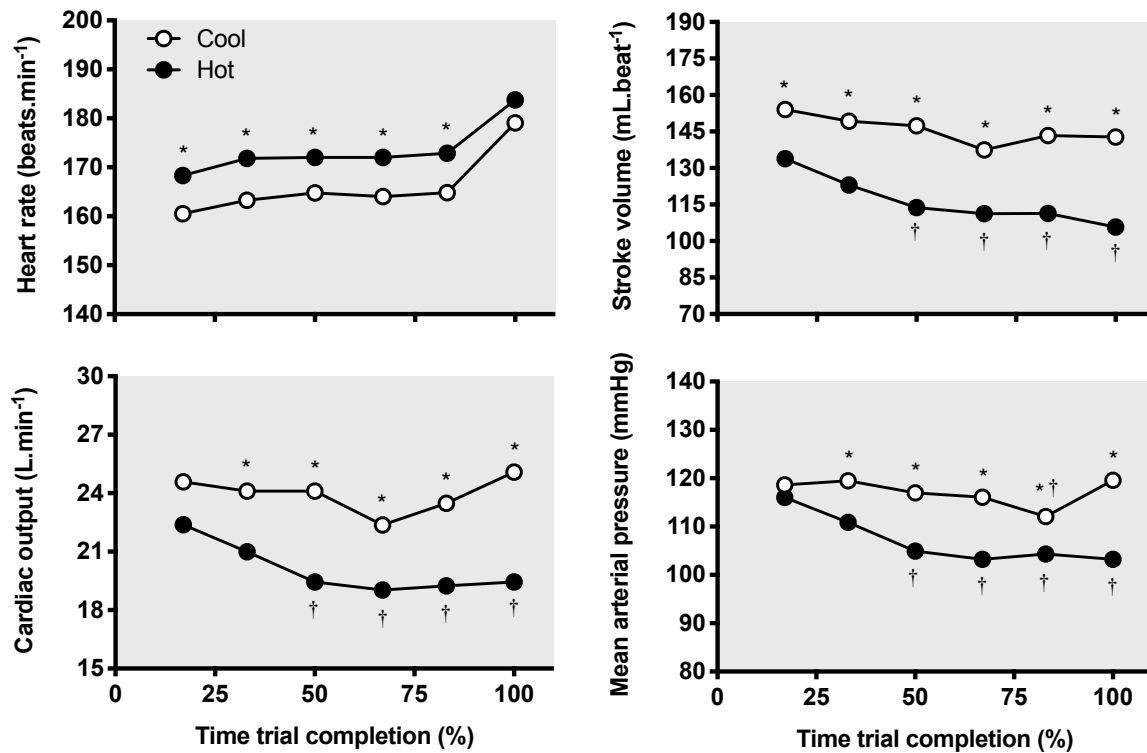 Heart rate (beats.min⁻¹)
200
190
180
170
160
150
140
Cool
Hot
* * * * *
Stroke volume (mL.beat⁻¹)
190
175
160
145
130
115
100
85
70
* * * * * *
† † † †
Cardiac output (L.min⁻¹)
30
27
24
21
18
15
* * * * *
† † † †
0 25 50 75 100
Time trial completion (%)
Mean arterial pressure (mmHg)
140
130
120
110
100
90
80
* * * * † *
† † † †
0 25 50 75 100
Time trial completion (%)